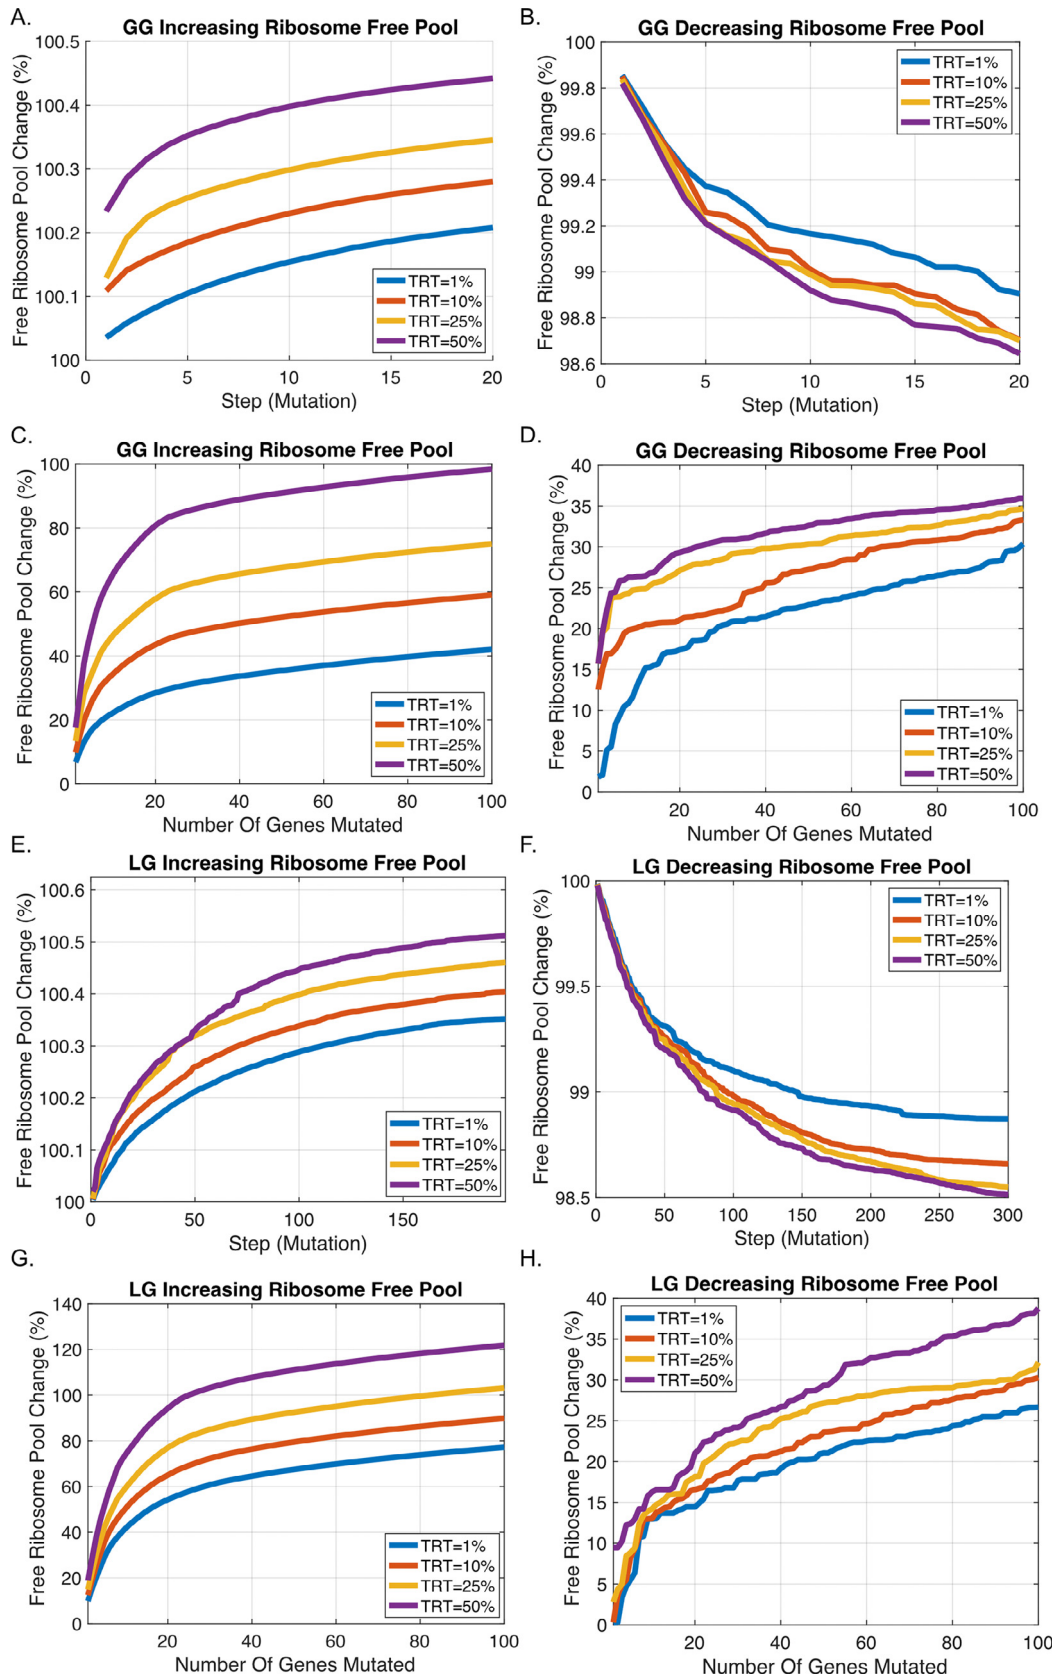 A.
GG Increasing Ribosome Free Pool
Free Ribosome Pool Change (%)
100.5
100.4
100.3
100.2
100.1
100
0
5
10
15
20
Step (Mutation)
TRT=1%
TRT=10%
TRT=25%
TRT=50%
B.
GG Decreasing Ribosome Free Pool
Free Ribosome Pool Change (%)
100
99.8
99.6
99.4
99.2
99
98.8
98.6
0
5
10
15
20
Step (Mutation)
TRT=1%
TRT=10%
TRT=25%
TRT=50%
C.
GG Increasing Ribosome Free Pool
Free Ribosome Pool Change (%)
100
80
60
40
20
0
20
40
60
80
100
Number Of Genes Mutated
TRT=1%
TRT=10%
TRT=25%
TRT=50%
D.
GG Decreasing Ribosome Free Pool
Free Ribosome Pool Change (%)
40
35
30
25
20
15
10
5
0
20
40
60
80
100
Number Of Genes Mutated
TRT=1%
TRT=10%
TRT=25%
TRT=50%
E.
LG Increasing Ribosome Free Pool
Free Ribosome Pool Change (%)
100.6
100.5
100.4
100.3
100.2
100.1
100
0
50
100
150
Step (Mutation)
TRT=1%
TRT=10%
TRT=25%
TRT=50%
F.
LG Decreasing Ribosome Free Pool
Free Ribosome Pool Change (%)
100
99.5
99
98.5
0
50
100
150
200
250
300
Step (Mutation)
TRT=1%
TRT=10%
TRT=25%
TRT=50%
G.
LG Increasing Ribosome Free Pool
Free Ribosome Pool Change (%)
140
120
100
80
60
40
20
0
20
40
60
80
100
Number Of Genes Mutated
TRT=1%
TRT=10%
TRT=25%
TRT=50%
H.
LG Decreasing Ribosome Free Pool
Free Ribosome Pool Change (%)
40
35
30
25
20
15
10
5
0
20
40
60
80
100
Number Of Genes Mutated
TRT=1%
TRT=10%
TRT=25%
TRT=50%